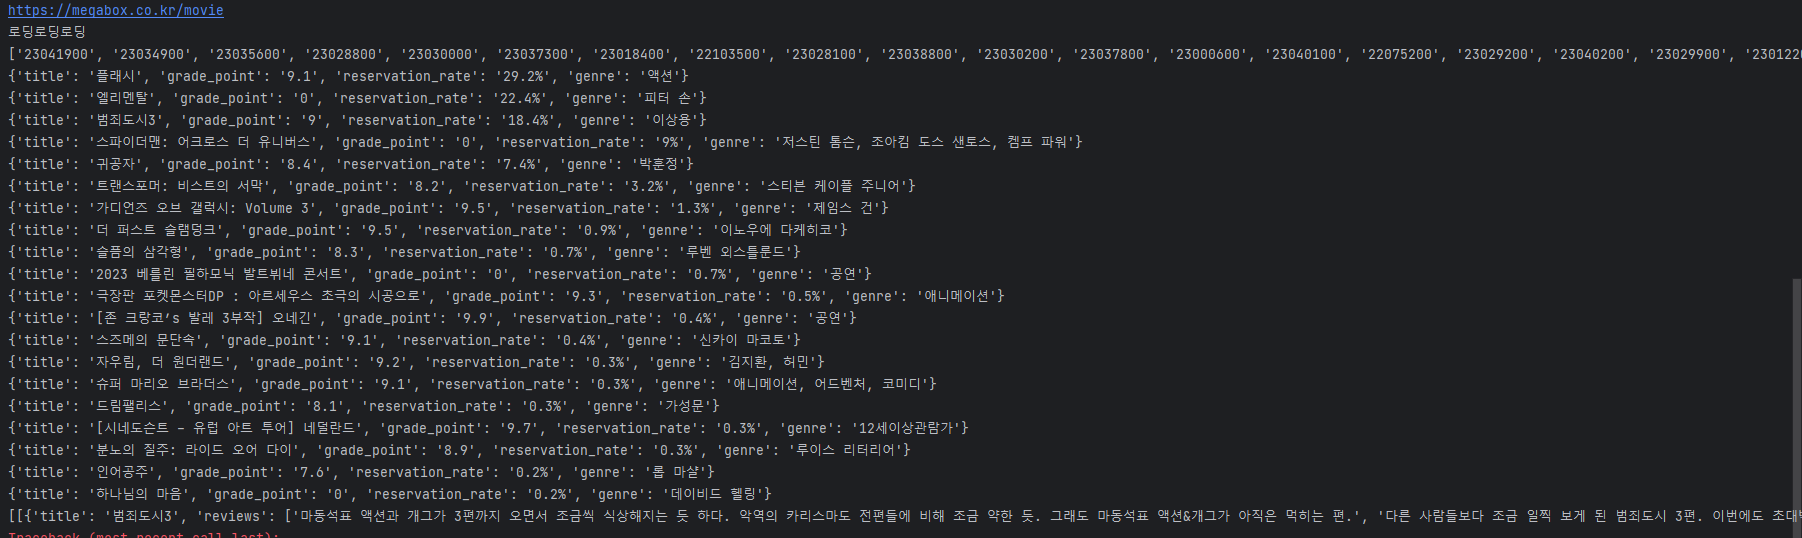 https://megabox.co.kr/movie
로딩로딩로딩
['23041900', '23034900', '23035600', '23028800', '23030000', '23037300', '23018400', '22103500', '23028100', '23038800', '23030200', '23037800', '23000600', '23040100', '22075200', '23029200', '23040200', '23029900', '2301220
{'title': '플래시', 'grade_point': '9.1', 'reservation_rate': '29.2%', 'genre': '액션'}
{'title': '엘리멘탈', 'grade_point': '0', 'reservation_rate': '22.4%', 'genre': '피터 손'}
{'title': '범죄도시3', 'grade_point': '9', 'reservation_rate': '18.4%', 'genre': '이상용'}
{'title': '스파이더맨: 어크로스 더 유니버스', 'grade_point': '0', 'reservation_rate': '9%', 'genre': '저스틴 톰슨, 조아킴 도스 샌토스, 켐프 파워'}
{'title': '귀공자', 'grade_point': '8.4', 'reservation_rate': '7.4%', 'genre': '박훈정'}
{'title': '트랜스포머: 비스트의 서막', 'grade_point': '8.2', 'reservation_rate': '3.2%', 'genre': '스티븐 케이플 주니어'}
{'title': '가디언즈 오브 갤럭시: Volume 3', 'grade_point': '9.5', 'reservation_rate': '1.3%', 'genre': '제임스 건'}
{'title': '더 퍼스트 슬램덩크', 'grade_point': '9.5', 'reservation_rate': '0.9%', 'genre': '이노우에 다케히코'}
{'title': '슬픔의 삼각형', 'grade_point': '8.3', 'reservation_rate': '0.7%', 'genre': '루벤 외스틀룬드'}
{'title': '2023 베를린 필하모닉 발트뷔네 콘서트', 'grade_point': '0', 'reservation_rate': '0.7%', 'genre': '공연'}
{'title': '극장판 포켓몬스터DP : 아르세우스 초극의 시공으로', 'grade_point': '9.3', 'reservation_rate': '0.5%', 'genre': '애니메이션'}
{'title': '[존 크랑코’s 발레 3부작] 오네긴', 'grade_point': '9.9', 'reservation_rate': '0.4%', 'genre': '공연'}
{'title': '스즈메의 문단속', 'grade_point': '9.1', 'reservation_rate': '0.4%', 'genre': '신카이 마코토'}
{'title': '자우림, 더 원더랜드', 'grade_point': '9.2', 'reservation_rate': '0.3%', 'genre': '김지환, 허민'}
{'title': '슈퍼 마리오 브라더스', 'grade_point': '9.1', 'reservation_rate': '0.3%', 'genre': '애니메이션, 어드벤처, 코미디'}
{'title': '드림팰리스', 'grade_point': '8.1', 'reservation_rate': '0.3%', 'genre': '가성문'}
{'title': '[시네도슨트 - 유럽 아트 투어] 네덜란드', 'grade_point': '9.7', 'reservation_rate': '0.3%', 'genre': '12세이상관람가'}
{'title': '분노의 질주: 라이드 오어 다이', 'grade_point': '8.9', 'reservation_rate': '0.3%', 'genre': '루이스 리터리어'}
{'title': '인어공주', 'grade_point': '7.6', 'reservation_rate': '0.2%', 'genre': '롭 마샬'}
{'title': '하나님의 마음', 'grade_point': '0', 'reservation_rate': '0.2%', 'genre': '데이비드 헬링'}
[[{'title': '범죄도시3', 'reviews': ['마동석표 액션과 개그가 3편까지 오면서 조금씩 식상해지는 듯 하다. 악역의 카리스마도 전편들에 비해 조금 약한 듯. 그래도 마동석표 액션&개그가 아직은 먹히는 편.', '다른 사람들보다 조금 일찍 보게 된 범죄도시 3편. 이번에도 초대박
Traceback (most recent call last):